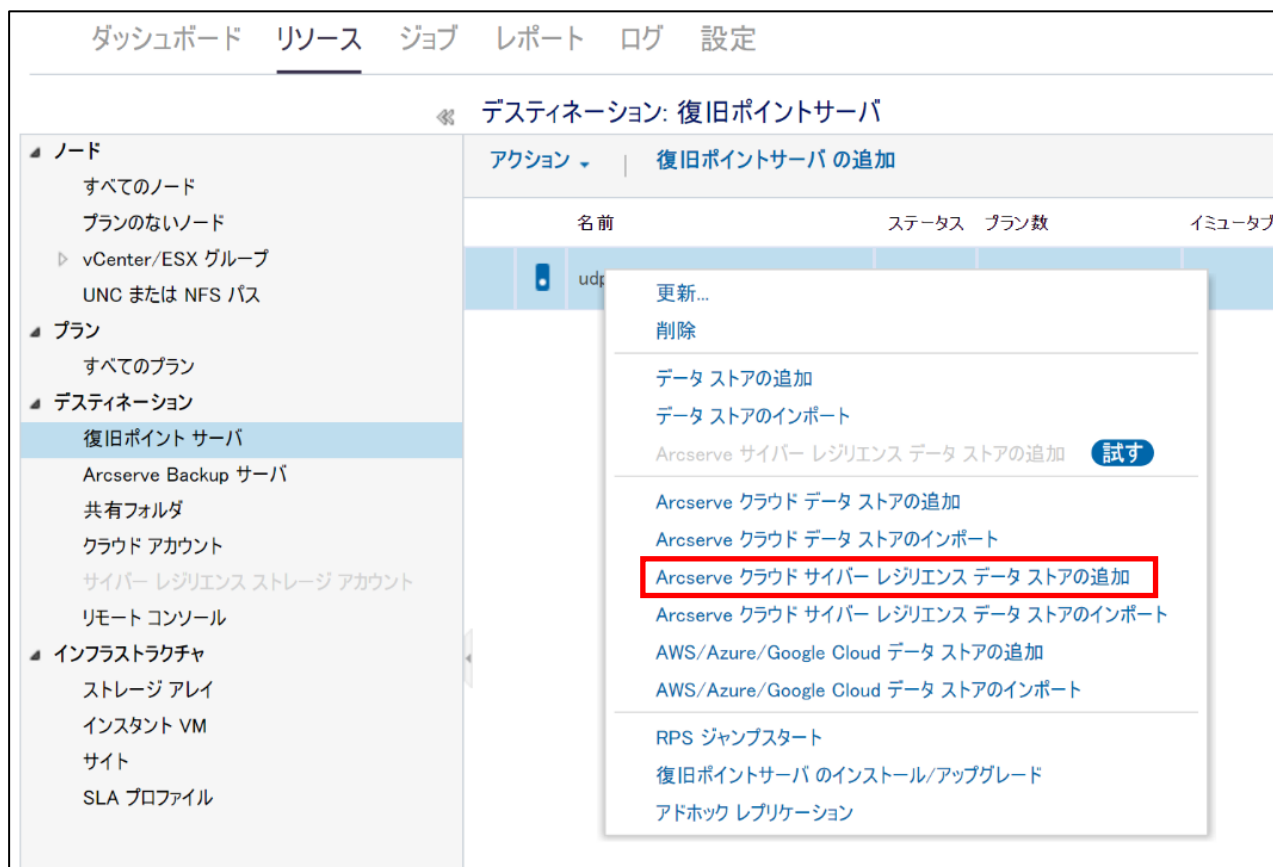 ダッシュボード リソース ジョブ レポート ログ 設定
デスティネーション: 復旧ポイントサーバ
アクション 復旧ポイントサーバ の追加
名前 ステータス プラン数 イミュータブ
ノード
すべてのノード
プランのないノード
vCenter/ESX グループ
UNC または NFS パス
プラン
すべてのプラン
デスティネーション
復旧ポイント サーバ
Arcserve Backup サーバ
共有フォルダ
クラウド アカウント
サイバー レジリエンス ストレージ アカウント
リモート コンソール
インフラストラクチャ
ストレージ アレイ
インスタント VM
サイト
SLA プロファイル
udp
更新...
削除
データ ストアの追加
データ ストアのインポート
Arcserve サイバー レジリエンス データ ストアの追加 試す
Arcserve クラウド データ ストアの追加
Arcserve クラウド データ ストアのインポート
Arcserve クラウド サイバー レジリエンス データ ストアの追加
Arcserve クラウド サイバー レジリエンス データ ストアのインポート
AWS/Azure/Google Cloud データ ストアの追加
AWS/Azure/Google Cloud データ ストアのインポート
RPS ジャンプスタート
復旧ポイントサーバ のインストール/アップグレード
アドホック レプリケーション